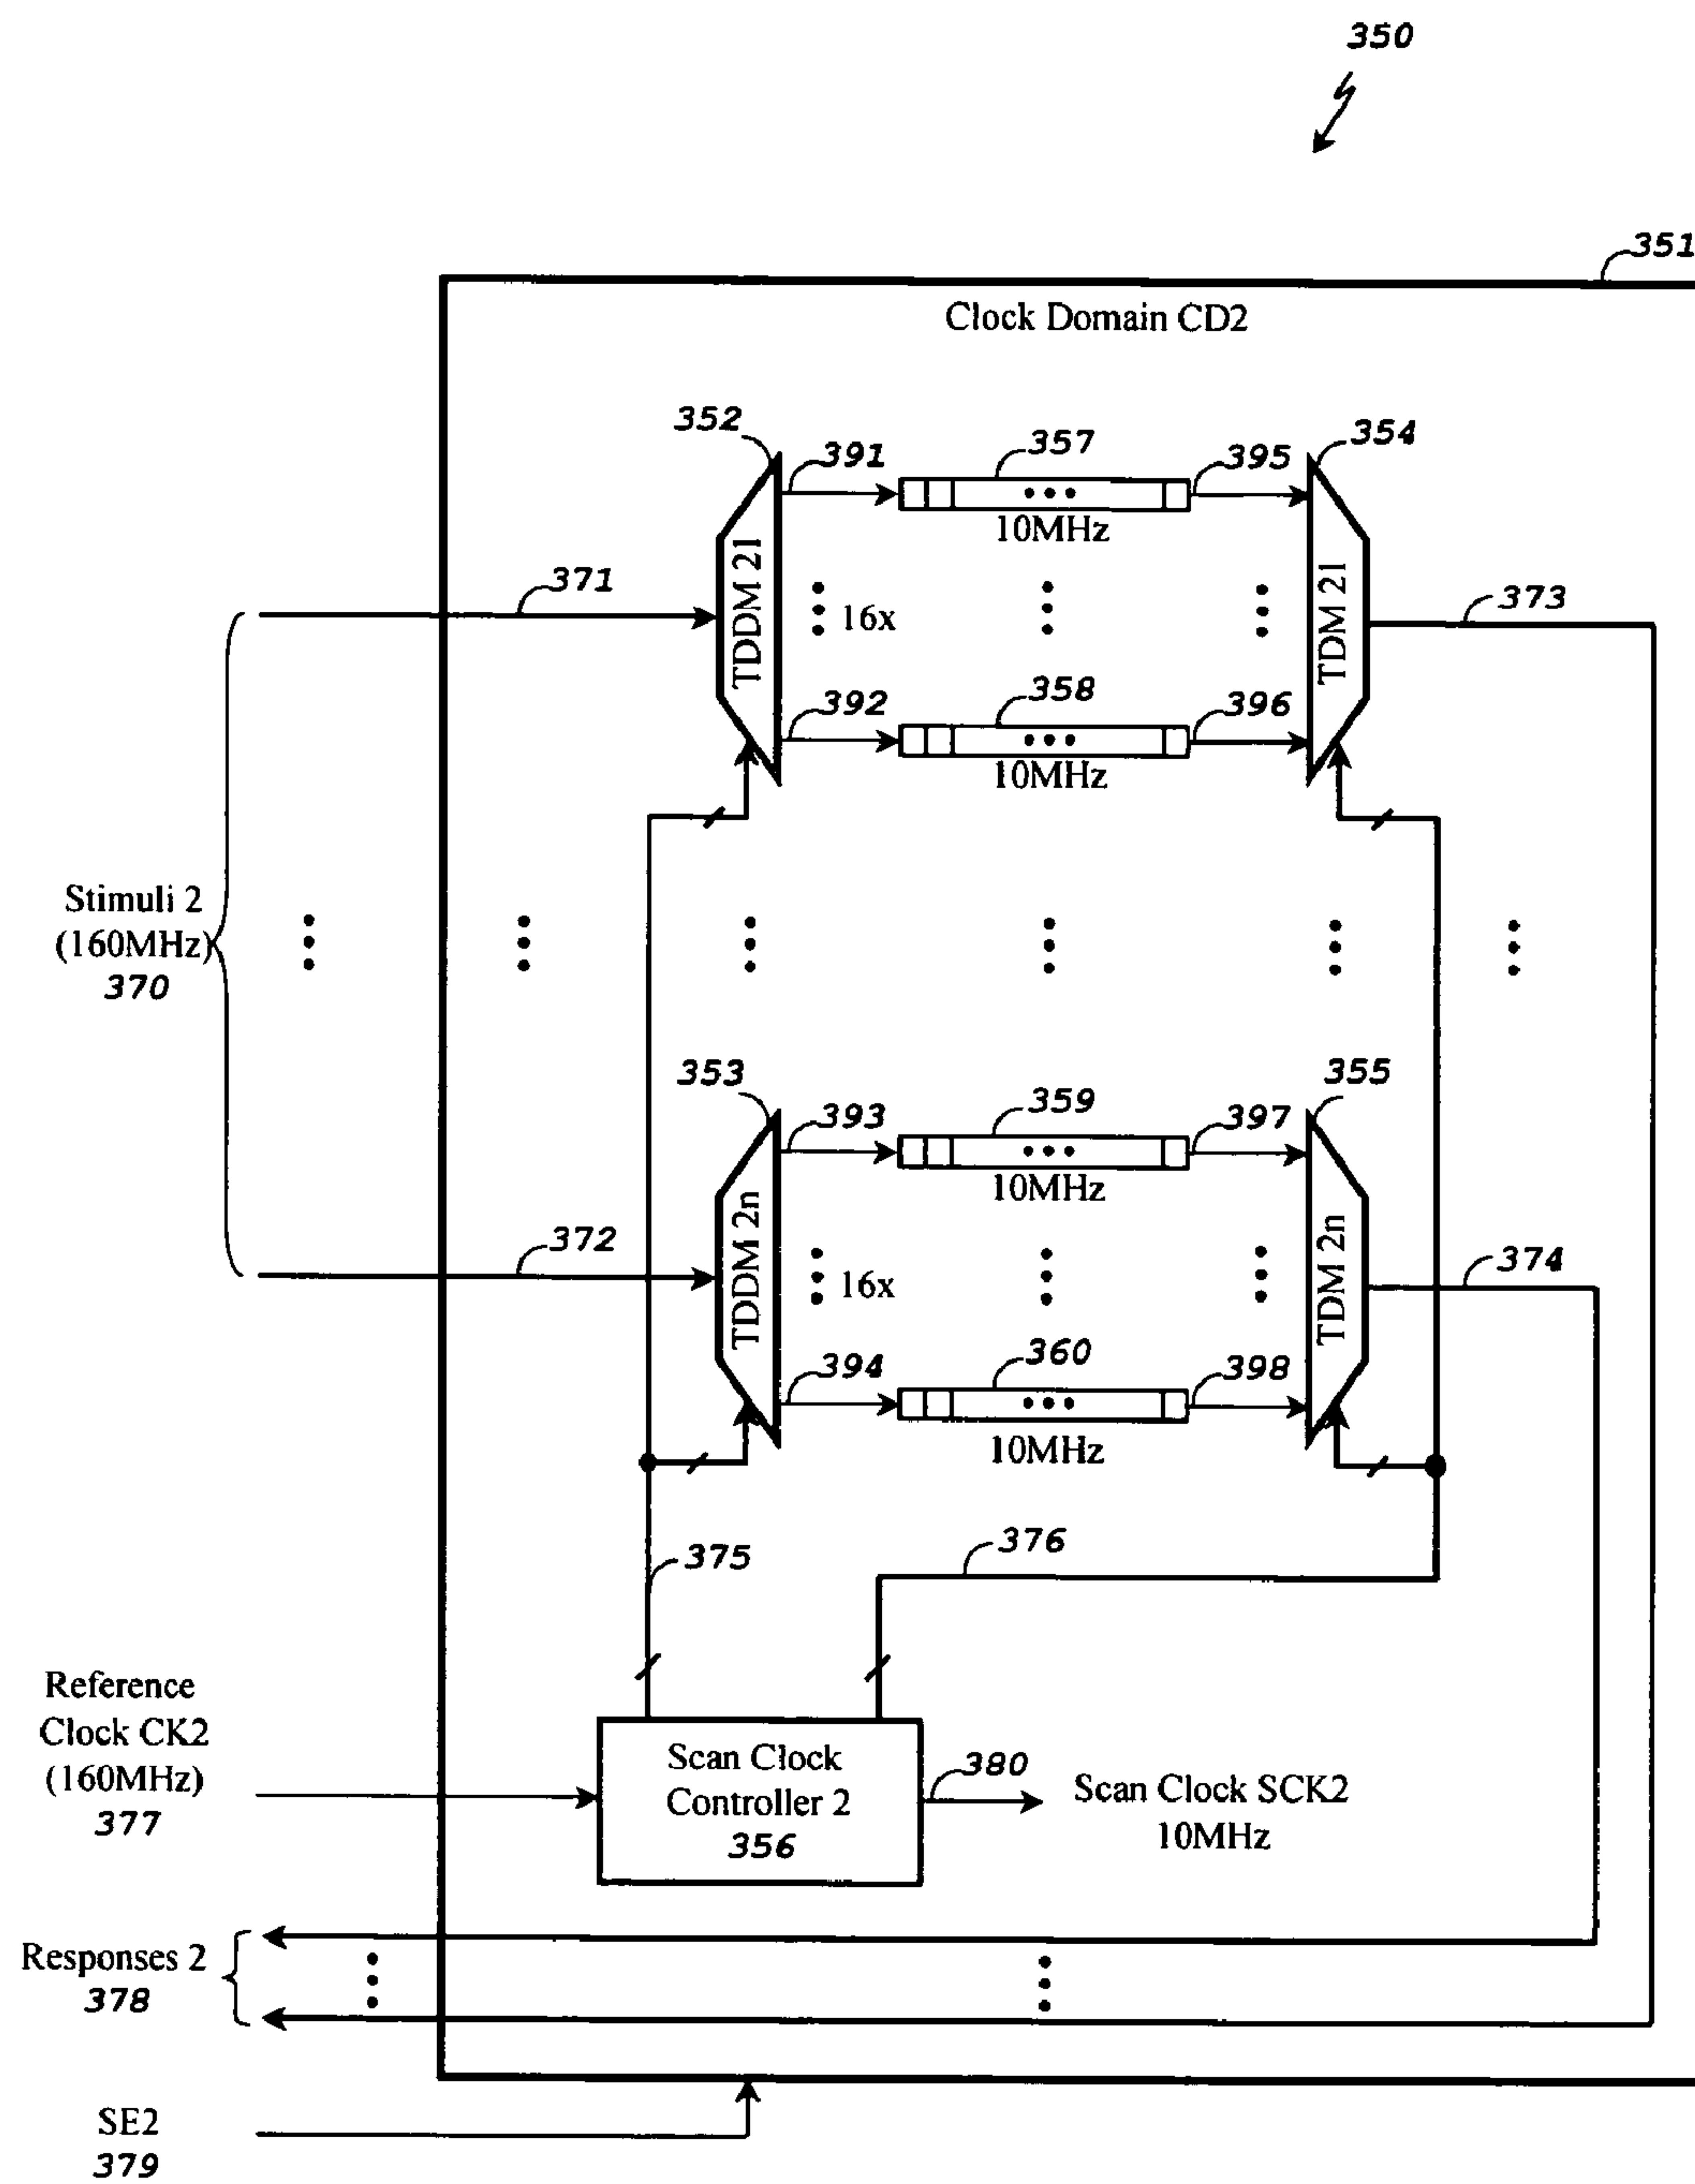 350
351
Clock Domain CD2
352
391
357
395
354
10MHz
371
TDDM 21
16x
TDM 21
373
392
358
396
10MHz
Stimuli 2
(160MHz)
370
353
393
359
397
355
10MHz
372
TDDM 2n
16x
TDM 2n
374
394
360
398
10MHz
375
376
Reference
Clock CK2
(160MHz)
377
Scan Clock
Controller 2
356
380
Scan Clock SCK2
10MHz
Responses 2
378
SE2
379